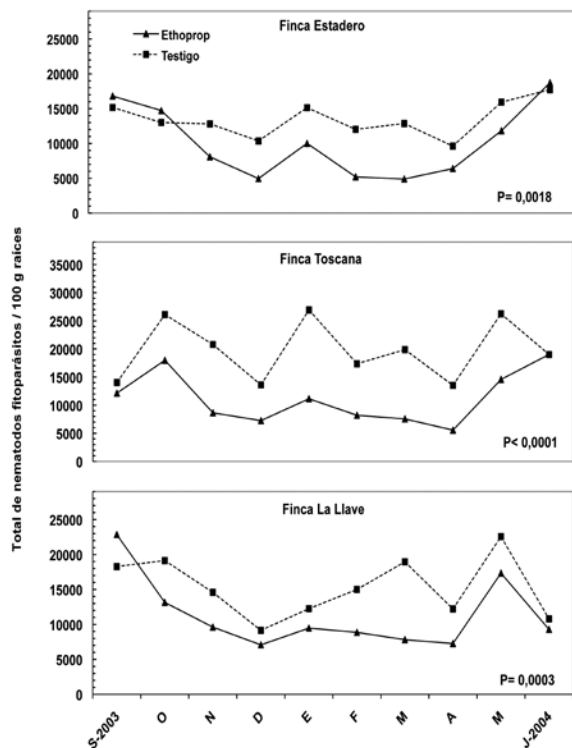 Total de nematodos fitoparásitos / 100 g raíces
Finca Estadero
Ethoprop
Testigo
25000
20000
15000
10000
5000
0
P= 0,0018
Finca Toscana
35000
30000
25000
20000
15000
10000
5000
0
P< 0,0001
Finca La Llave
25000
20000
15000
10000
5000
0
P= 0,0003
S-2003 O N D E F M A M J-2004